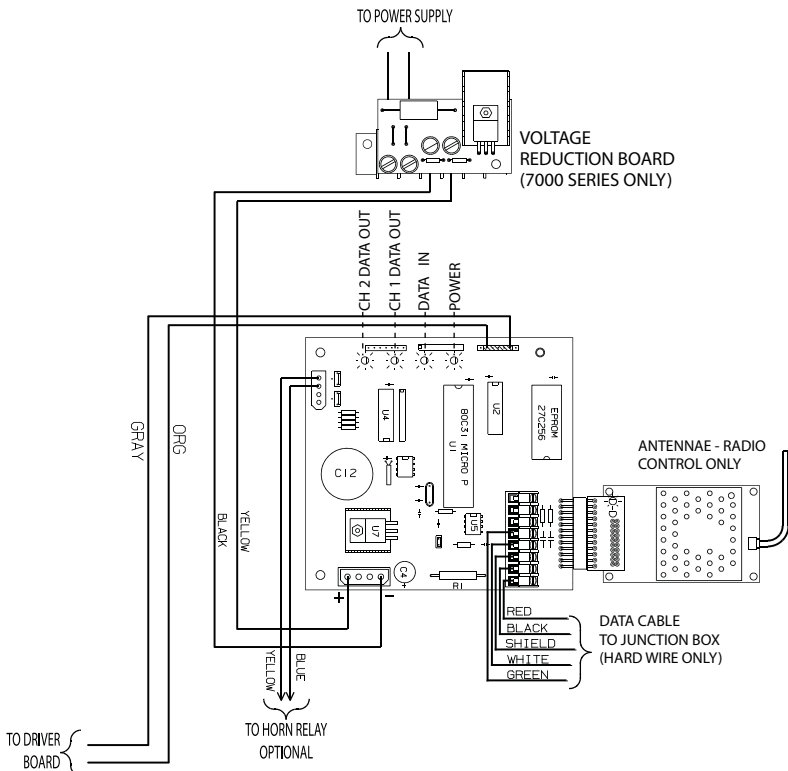 TO POWER SUPPLY
VOLTAGE
REDUCTION BOARD
(7000 SERIES ONLY)
CH 2 DATA OUT
CH 1 DATA OUT
DATA IN
POWER
GRAY
ORG
BLACK
YELLOW
U4
80C31 MICRO P
U1
U2
EPROM
27C256
C12
U7
U5
C4
+
R1
+
−
ANTENNAE - RADIO
CONTROL ONLY
D-D
RED
BLACK
SHIELD
WHITE
GREEN
DATA CABLE
TO JUNCTION BOX
(HARD WIRE ONLY)
YELLOW
BLUE
TO HORN RELAY
OPTIONAL
TO DRIVER
BOARD